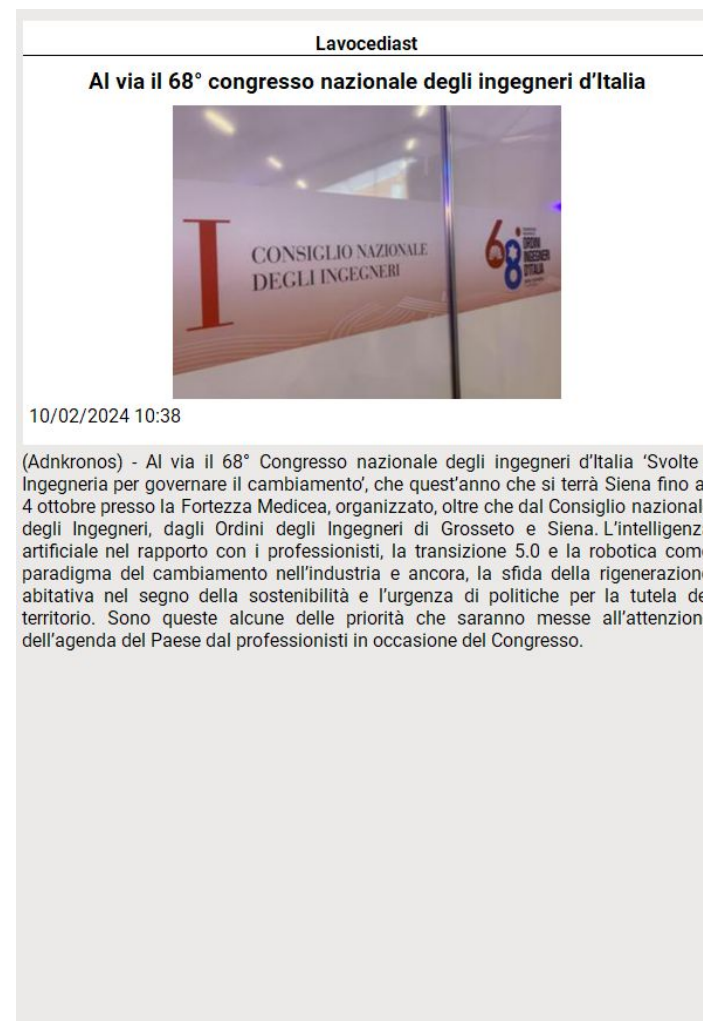 Lavocediast
Al via il 68° congresso nazionale degli ingegneri d'Italia
I
CONSIGLIO NAZIONALE
DEGLI INGEGNERI
68°
ORDINI
INGEGNERI
D'ITALIA
10/02/2024 10:38
(Adnkronos) - Al via il 68° Congresso nazionale degli ingegneri d'Italia 'Svolte
Ingegneria per governare il cambiamento', che quest'anno che si terrà Siena fino a
4 ottobre presso la Fortezza Medicea, organizzato, oltre che dal Consiglio nazional
degli Ingegneri, dagli Ordini degli Ingegneri di Grosseto e Siena. L'intelligenz
artificiale nel rapporto con i professionisti, la transizione 5.0 e la robotica com
paradigma del cambiamento nell'industria e ancora, la sfida della rigenerazion
abitativa nel segno della sostenibilità e l'urgenza di politiche per la tutela de
territorio. Sono queste alcune delle priorità che saranno messe all'attenzion
dell'agenda del Paese dal professionisti in occasione del Congresso.